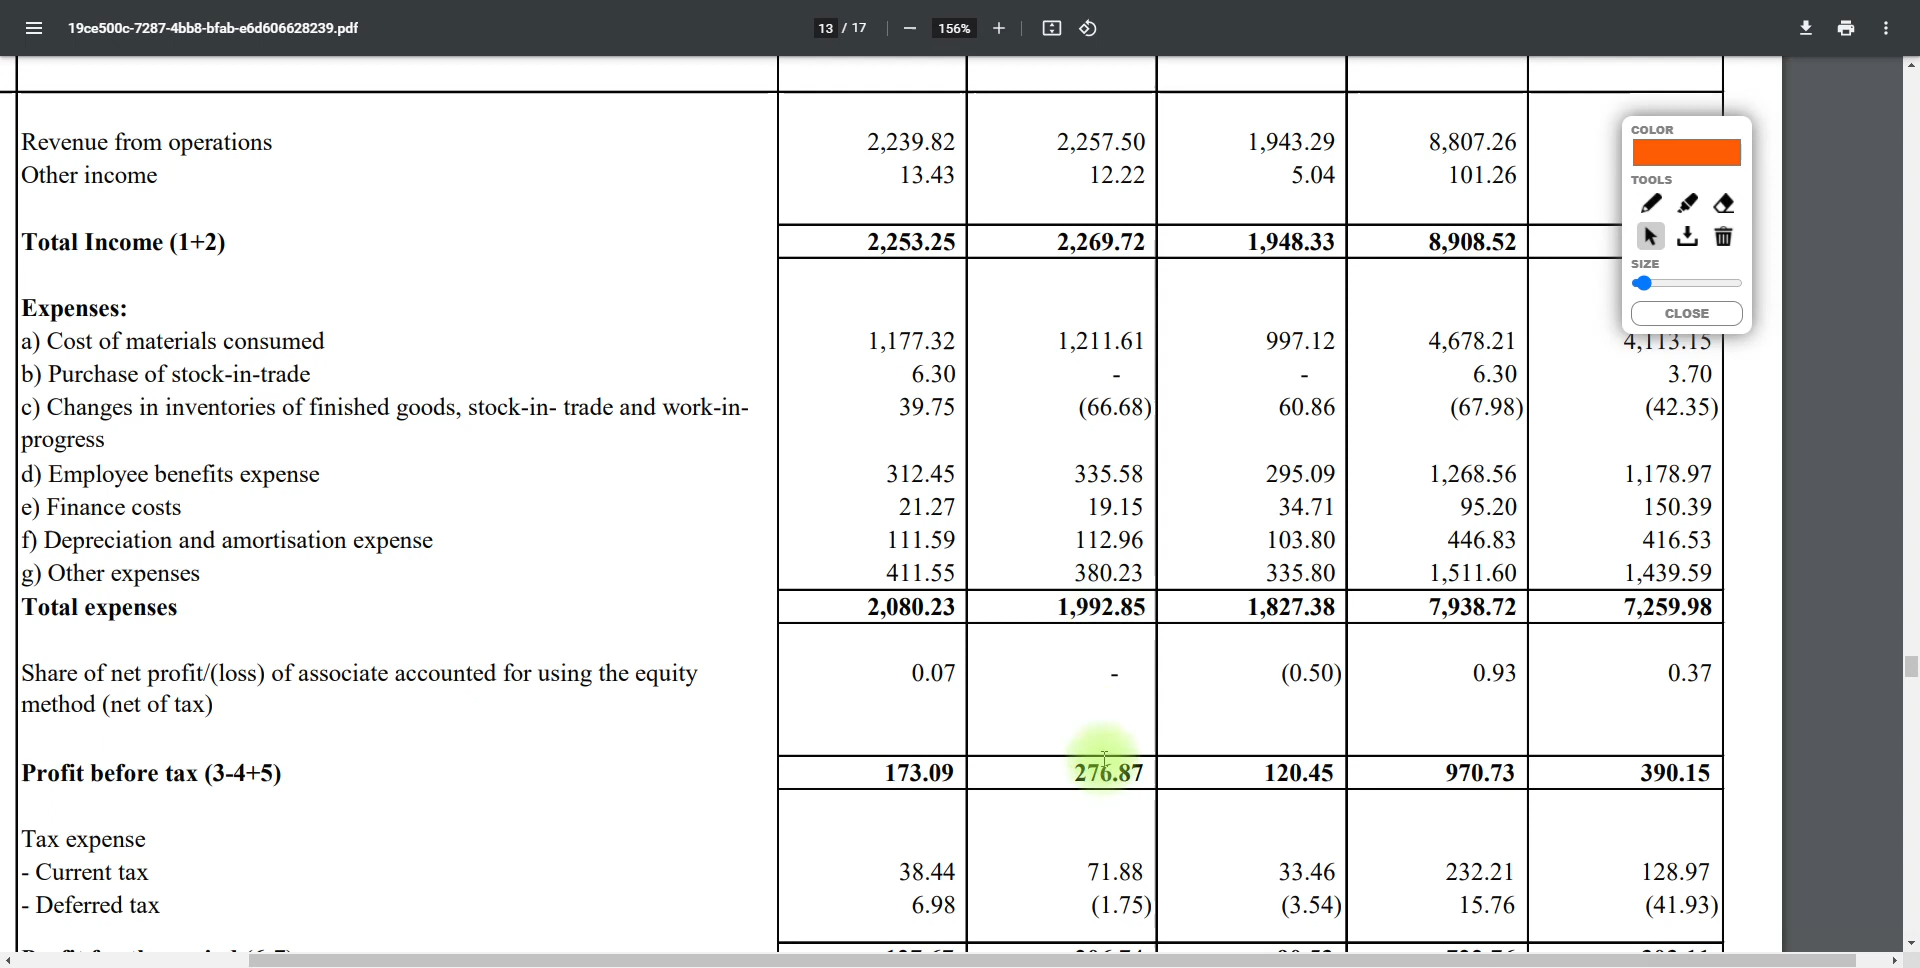 19ce500c-7287-4bb8-bfab-e6d606628239.pdf 13 / 17 156%
Revenue from operations 2,239.82 2,257.50 1,943.29 8,807.26
Other income 13.43 12.22 5.04 101.26
Total Income (1+2) 2,253.25 2,269.72 1,948.33 8,908.52
COLOR
TOOLS
SIZE
CLOSE
Expenses:
a) Cost of materials consumed 1,177.32 1,211.61 997.12 4,678.21 4,113.15
b) Purchase of stock-in-trade 6.30 - - 6.30 3.70
c) Changes in inventories of finished goods, stock-in- trade and work-in- 39.75 (66.68) 60.86 (67.98) (42.35)
progress
d) Employee benefits expense 312.45 335.58 295.09 1,268.56 1,178.97
e) Finance costs 21.27 19.15 34.71 95.20 150.39
f) Depreciation and amortisation expense 111.59 112.96 103.80 446.83 416.53
g) Other expenses 411.55 380.23 335.80 1,511.60 1,439.59
Total expenses 2,080.23 1,992.85 1,827.38 7,938.72 7,259.98
Share of net profit/(loss) of associate accounted for using the equity 0.07 - (0.50) 0.93 0.37
method (net of tax)
Profit before tax (3-4+5) 173.09 276.87 120.45 970.73 390.15
Tax expense
- Current tax 38.44 71.88 33.46 232.21 128.97
- Deferred tax 6.98 (1.75) (3.54) 15.76 (41.93)